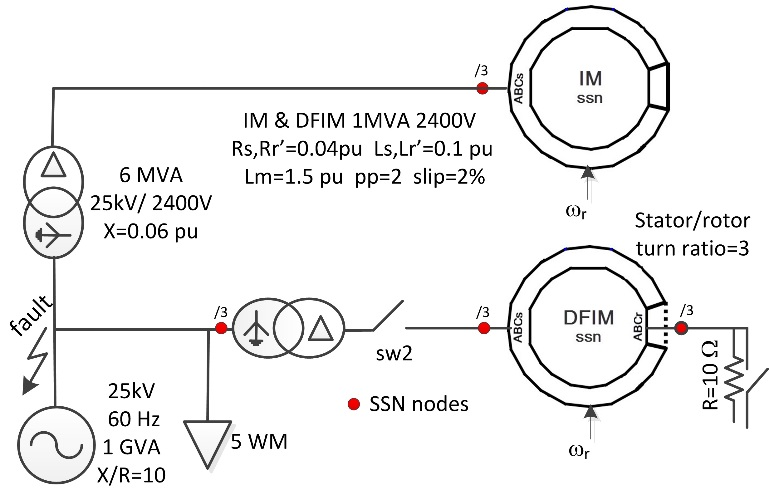 /3
ABCs
IM
ssn
IM & DFIM 1MVA 2400V
Rs,Rr’=0.04pu Ls,Lr’=0.1 pu
Lm=1.5 pu pp=2 slip=2%
6 MVA
25kV/ 2400V
X=0.06 pu
ωr
Stator/rotor
turn ratio=3
fault
/3
sw2
/3
ABCs
DFIM
ssn
ABCr
/3
R=10 Ω
SSN nodes
25kV
60 Hz
1 GVA
X/R=10
5 WM
ωr